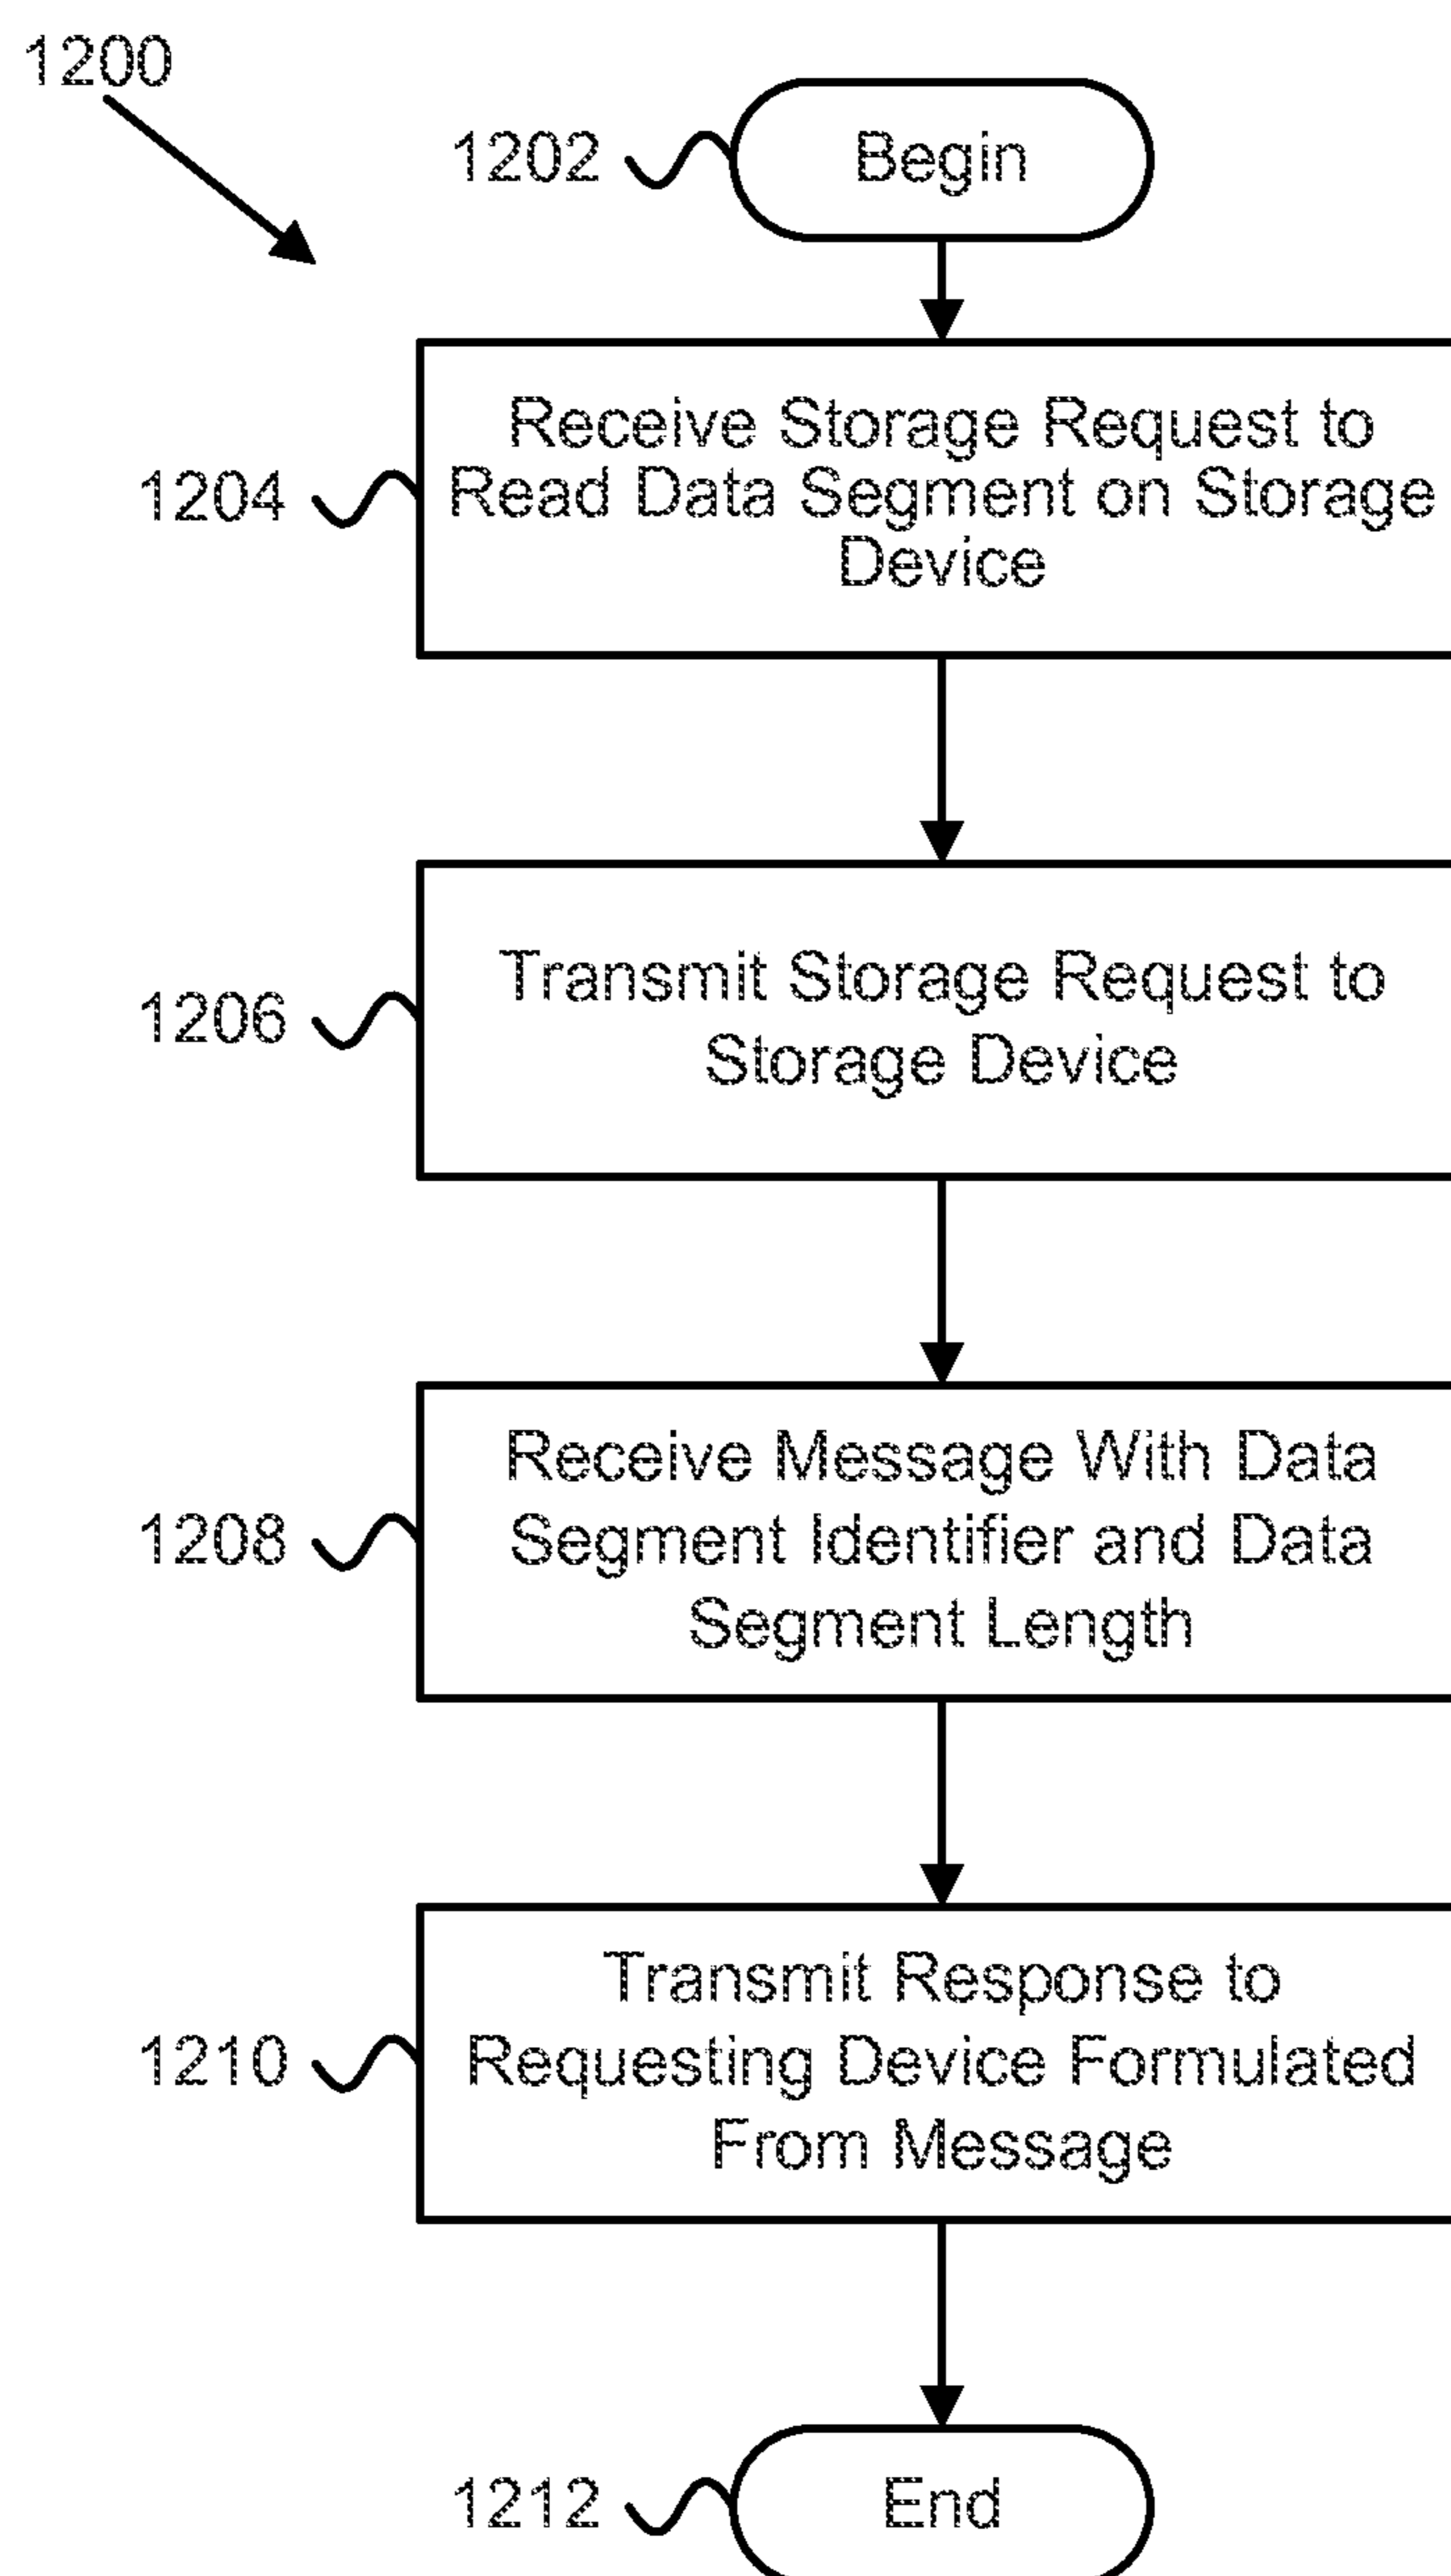 1200
1202
Begin
1204
Receive Storage Request to
Read Data Segment on Storage
Device
1206
Transmit Storage Request to
Storage Device
1208
Receive Message With Data
Segment Identifier and Data
Segment Length
1210
Transmit Response to
Requesting Device Formulated
From Message
1212
End